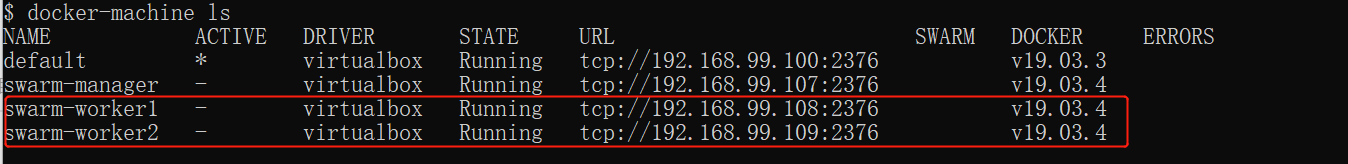 $ docker-machine ls
NAME ACTIVE DRIVER STATE URL SWARM DOCKER ERRORS
default * virtualbox Running tcp://192.168.99.100:2376 v19.03.3
swarm-manager - virtualbox Running tcp://192.168.99.107:2376 v19.03.4
swarm-worker1 - virtualbox Running tcp://192.168.99.108:2376 v19.03.4
swarm-worker2 - virtualbox Running tcp://192.168.99.109:2376 v19.03.4